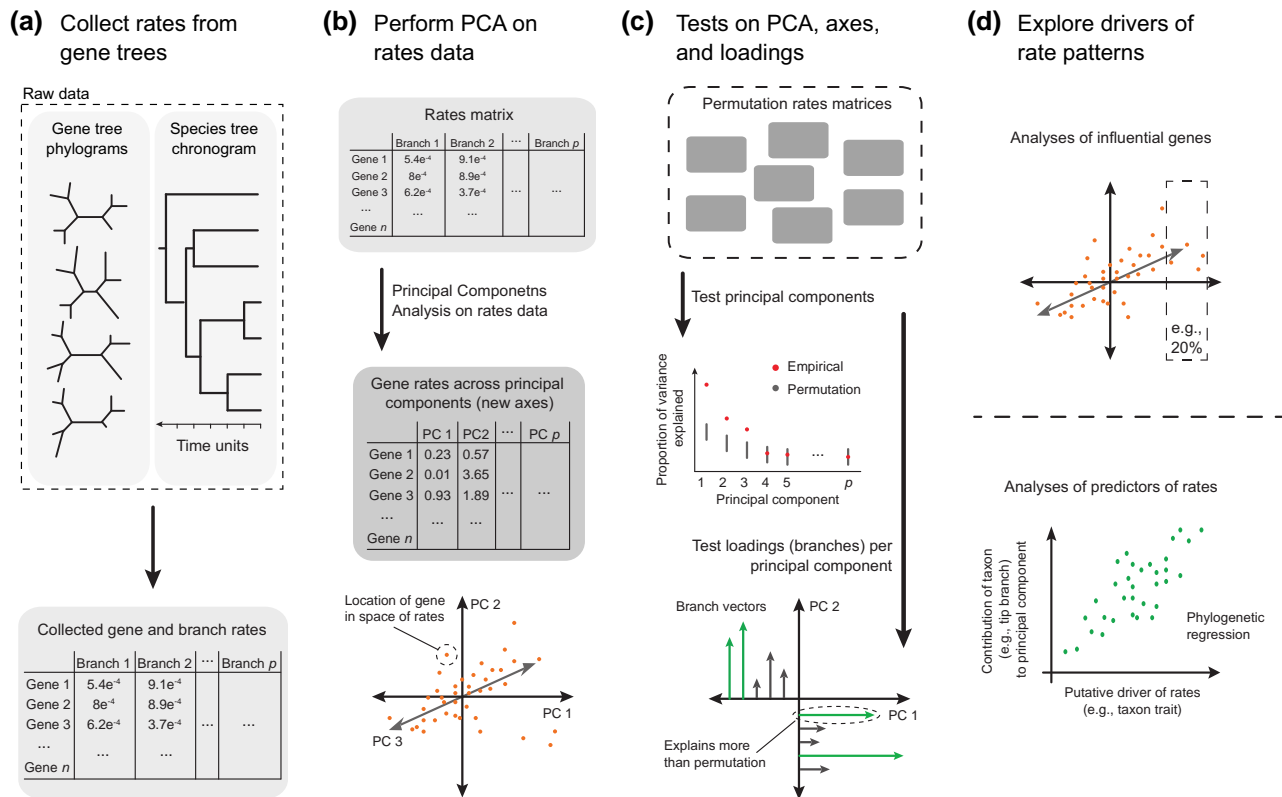 (a) Collect rates from
gene trees
Raw data
Gene tree
phylograms
Species tree
chronogram
Time units
Collected gene and branch rates
Branch 1 Branch 2 ... Branch p
Gene 1 5.4e-4 9.1e-4
Gene 2 8e-4 8.9e-4
Gene 3 6.2e-4 3.7e-4 ... ...
... ... ...
Gene n
(b) Perform PCA on
rates data
Rates matrix
Branch 1 Branch 2 ... Branch p
Gene 1 5.4e-4 9.1e-4
Gene 2 8e-4 8.9e-4
Gene 3 6.2e-4 3.7e-4 ... ...
... ... ...
Gene n
Principal Componetns
Analysis on rates data
Gene rates across principal
components (new axes)
PC 1 PC2 ... PC p
Gene 1 0.23 0.57
Gene 2 0.01 3.65
Gene 3 0.93 1.89 ... ...
... ... ...
Gene n
Location of gene
in space of rates
PC 2
PC 1
PC 3
(c) Tests on PCA, axes,
and loadings
Permutation rates matrices
Test principal components
Proportion of variance
explained
Empirical
Permutation
...
1 2 3 4 5 p
Principal component
Test loadings (branches) per
principal component
Branch vectors
PC 2
PC 1
Explains more
than permutation
(d) Explore drivers of
rate patterns
Analyses of influential genes
e.g.,
20%
Analyses of predictors of rates
Contribution of taxon
(e.g., tip branch)
to principal component
Phylogenetic
regression
Putative driver of rates
(e.g., taxon trait)